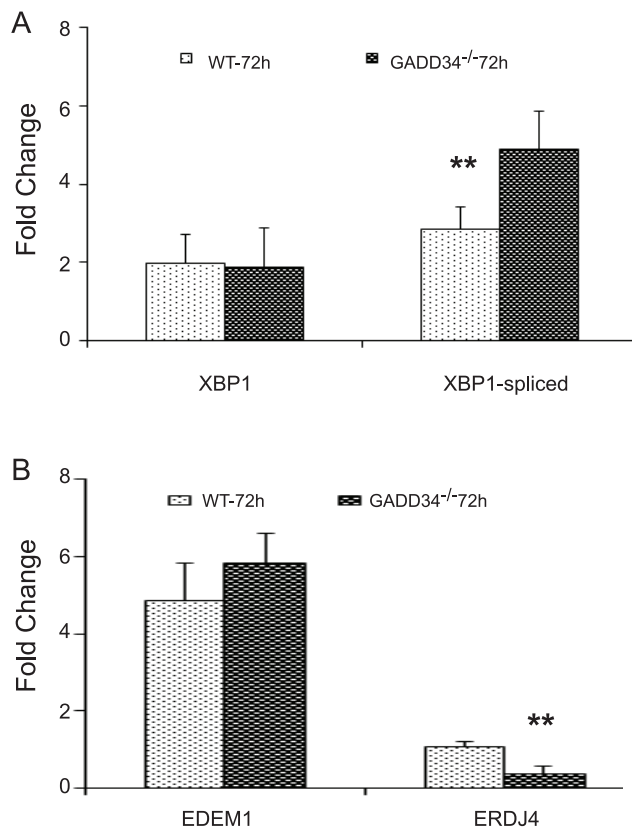 A
8
WT-72h
GADD34-/-72h
6
Fold Change
**
4
2
0
XBP1
XBP1-spliced
B
8
WT-72h
GADD34-/-72h
6
Fold Change
4
2
**
0
EDEM1
ERDJ4